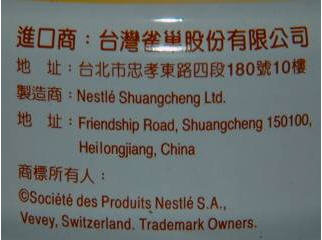 進口商：台灣雀巢股份有限公司
地　址：台北市忠孝東路四段180號10樓
製造商：Nestlé Shuangcheng Ltd.
地　址：Friendship Road, Shuangcheng 150100,
Heilongjiang, China
商標所有人：
©Société des Produits Nestlé S.A.,
Vevey, Switzerland. Trademark Owners.